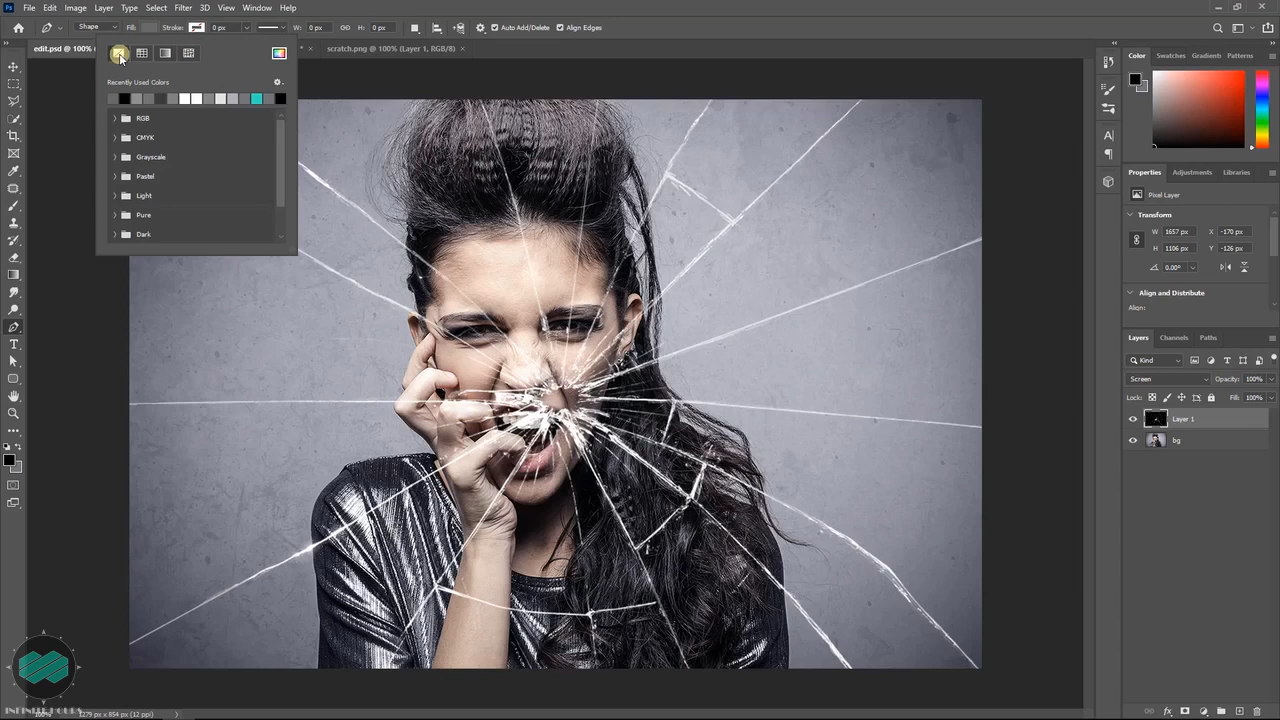 File Edit Image Layer Type Select Filter 3D View Window Help
Shape Fill: Stroke: 0 px W: 0 px H: 0 px Auto Add/Delete Align Edges
edit.psd @ 100% ( * × scratch.png @ 100% (Layer 1, RGB/8) ×
Recently Used Colors
RGB
CMYK
Grayscale
Pastel
Light
Pure
Dark
Color Swatches Gradients Patterns
Properties Adjustments Libraries
Pixel Layer
Transform
W 1657 px X -170 px
H 1106 px Y -126 px
0.00°
Align and Distribute
Align:
Layers Channels Paths
Kind
Screen Opacity: 100%
Lock: Fill: 100%
Layer 1
bg
100% 1279 px x 854 px (12 ppi)
INFINITE HOURS